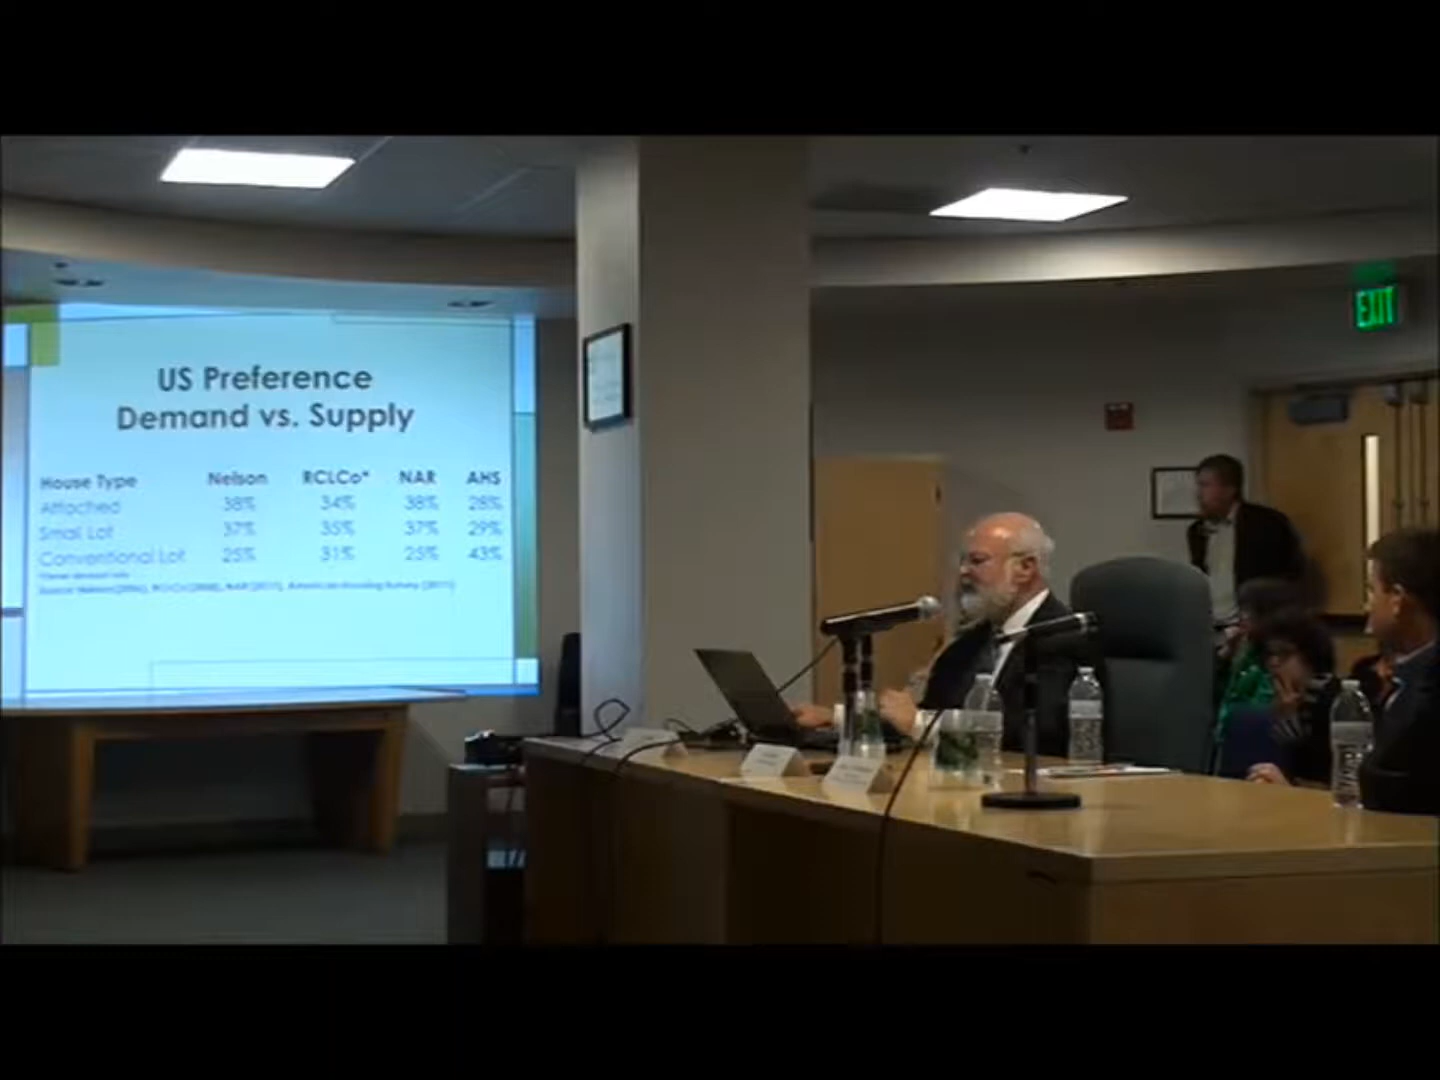 US Preference
Demand vs. Supply
House Type Nelson RCLCo* NAR AHS
Attached 38% 34% 38% 28%
Small Lot 37% 35% 37% 29%
Conventional Lot 25% 31% 25% 43%
EXIT